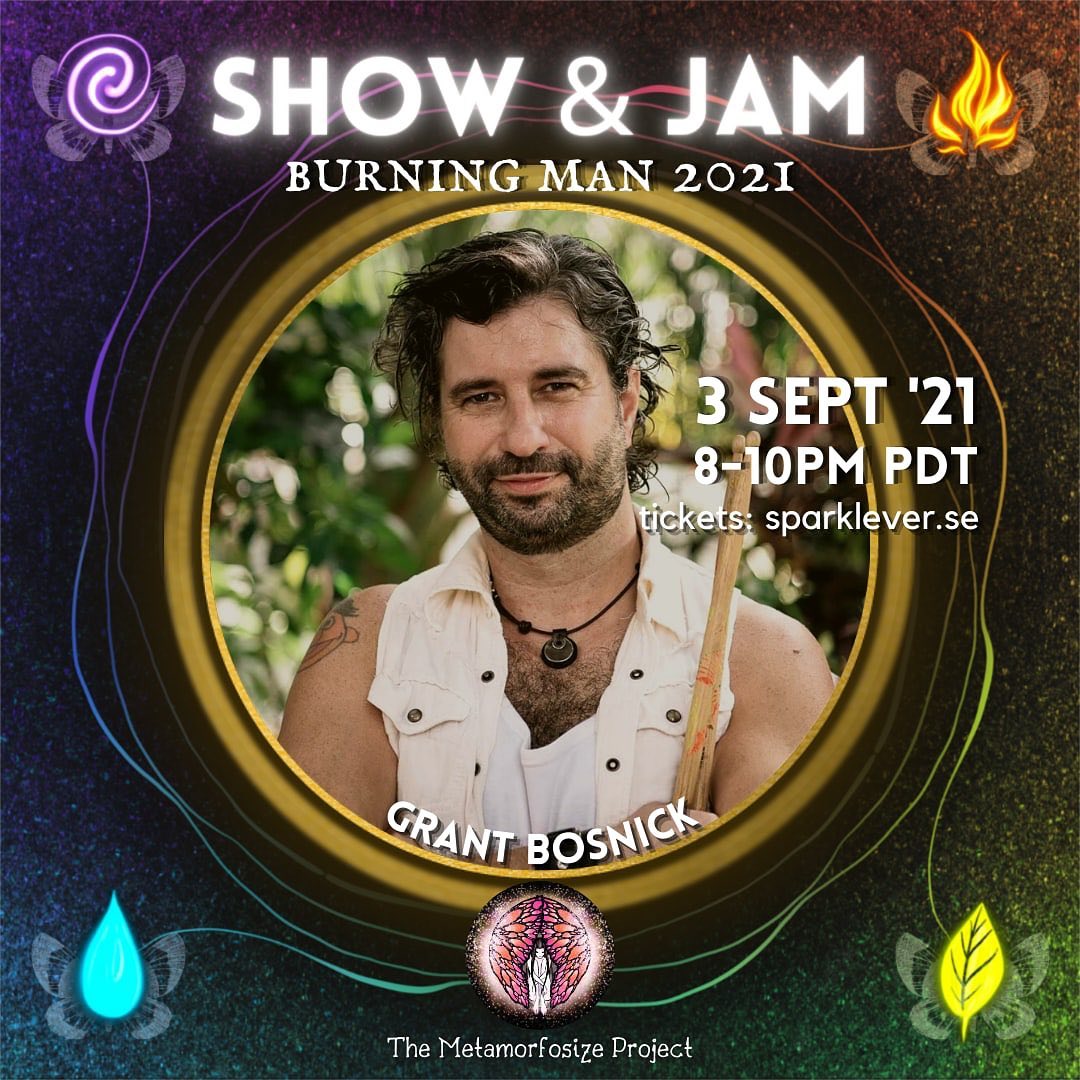 SHOW & JAM
BURNING MAN 2021
3 SEPT '21
8-10PM PDT
tickets: sparklever.se
GRANT BOSNICK
The Metamorfosize Project